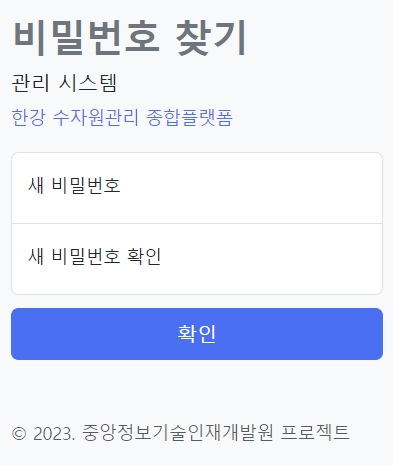 비밀번호 찾기
관리 시스템
한강 수자원관리 종합플랫폼
새 비밀번호
새 비밀번호 확인
확인
© 2023. 중앙정보기술인재개발원 프로젝트